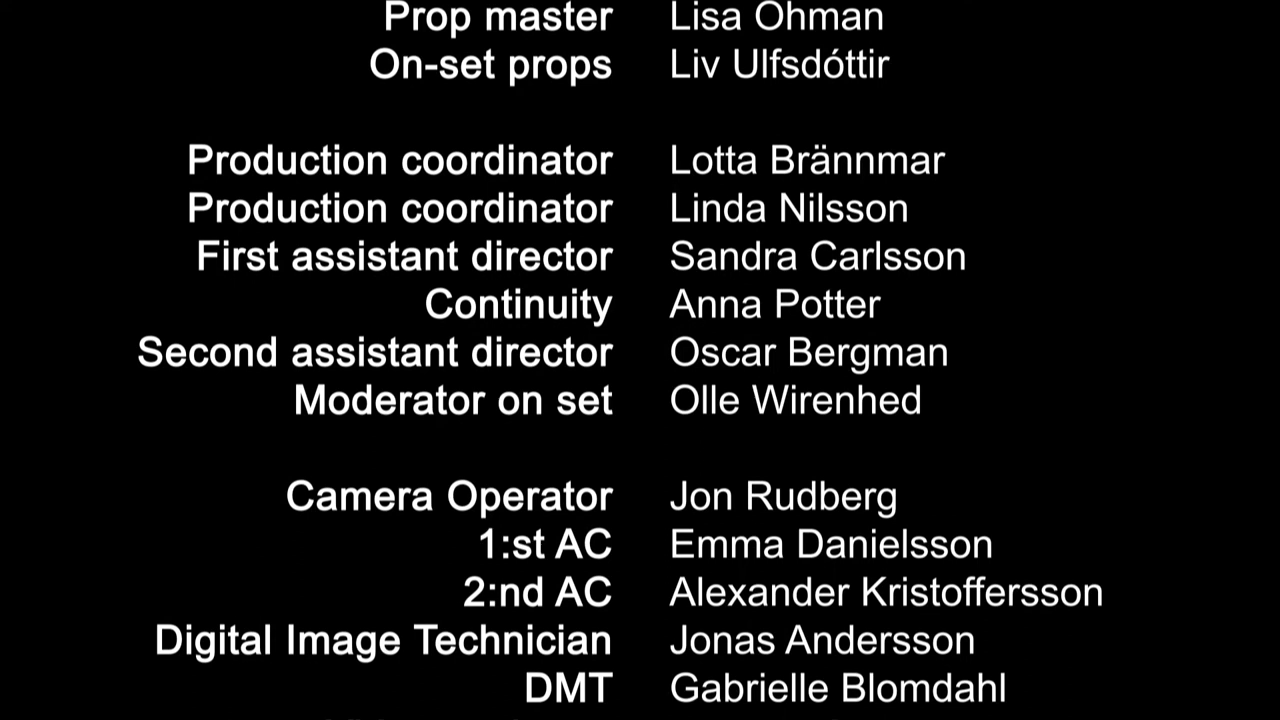 Prop master Lisa Öhman
On-set props Liv Ulfsdóttir
Production coordinator Lotta Brännmar
Production coordinator Linda Nilsson
First assistant director Sandra Carlsson
Continuity Anna Potter
Second assistant director Oscar Bergman
Moderator on set Olle Wirenhed
Camera Operator Jon Rudberg
1:st AC Emma Danielsson
2:nd AC Alexander Kristoffersson
Digital Image Technician Jonas Andersson
DMT Gabrielle Blomdahl